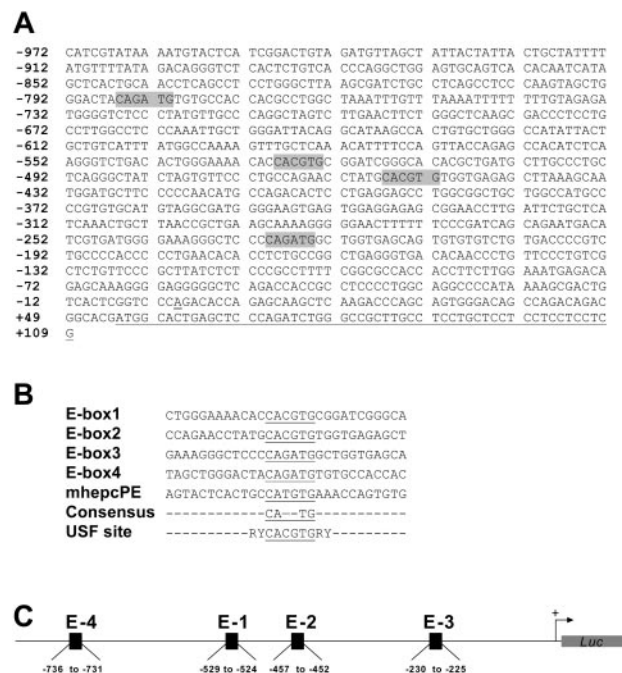 A
-972 CATCGTATAA AATGTACTCA TCGGACTGTA GATGTTAGCT ATTACTATTA CTGCTATTTT
-912 ATGTTTTATA GACAGGGTCT CACTCTGTCA CCCAGGCTGG AGTGCAGTCA CACAATCATA
-852 GCTCACTGCA ACCTCAGCCT CCTGGGCTTA AGCGATCTGC CTCAGCCTCC CAAGTAGCTG
-792 GGACTACAGA TGTGTGCCAC CACGCCTGGC TAAATTTGTT TAAAATTTTT TTTGTAGAGA
-732 TGGGGTCTCC CTATGTTGCC CAGGCTAGTC TTGAACTTCT GGGCTCAAGC GACCCTCCTG
-672 CCTTGGCCTC CCAAATTGCT GGGATTACAG GCATAAGCCA CTGTGCTGGG CCATATTACT
-612 GCTGTCATTT ATGGCCAAAA GTTTGCTCAA ACATTTTCCA GTTACCAGAG CCACATCTCA
-552 AGGGTCTGAC ACTGGGAAAA CACCACGTGC GGATCGGGCA CACGCTGATG CTTGCCCTGC
-492 TCAGGGCTAT CTAGTGTTCC CTGCCAGAAC CTATGCACGT GTGGTGAGAG CTTAAAGCAA
-432 TGGATGCTTC CCCCAACATG CCAGACACTC CTGAGGAGCC TGGCGGCTGC TGGCCATGCC
-372 CCGTGTGCAT GTAGGCGATG GGGAAGTGAG TGGAGGAGAG CGGAACCTTG ATTCTGCTCA
-312 TCAAACTGCT TAACCGCTGA AGCAAAAGGG GGAACTTTTT TCCCGATCAG CAGAATGACA
-252 TCGTGATGGG GAAAGGGCTC CCCAGATGGC TGGTGAGCAG TGTGTGTCTG TGACCCCGTC
-192 TGCCCCACCC CCTGAACACA CCTCTGCCGG CTGAGGGTGA CACAACCCTG TTCCCTGTCG
-132 CTCTGTTCCC GCTTATCTCT CCCGCCTTTT CGGCGCCACC ACCTTCTTGG AAATGAGACA
-72 GAGCAAAGGG GAGGGGGCTC AGACCACCGC CTCCCCTGGC AGGCCCCATA AAAGCGACTG
-12 TCACTCGGTC CCAGACACCA GAGCAAGCTC AAGACCCAGC AGTGGGACAG CCAGACAGAC
+49 GGCACGATGG CACTGAGCTC CCAGATCTGG GCCGCTTGCC TCCTGCTCCT CCTCCTCCTC
+109 G
B
E-box1 CTGGGAAAACACCACGTGCGGATCGGGCA
E-box2 CCAGAACCTATGCACGTGTGGTGAGAGCT
E-box3 GAAAGGGCTCCCCAGATGGCTGGTGAGCA
E-box4 TAGCTGGGACTACAGATGTGTGCCACCAC
mhepcPE AGTACTCACTGCCATGTGAAACCAGTGTG
Consensus ------------CA--TG-----------
USF site ----------RYCACGTGRY---------
C E-4 E-1 E-2 E-3 +
Luc
-736 to -731 -529 to -524 -457 to -452 -230 to -225